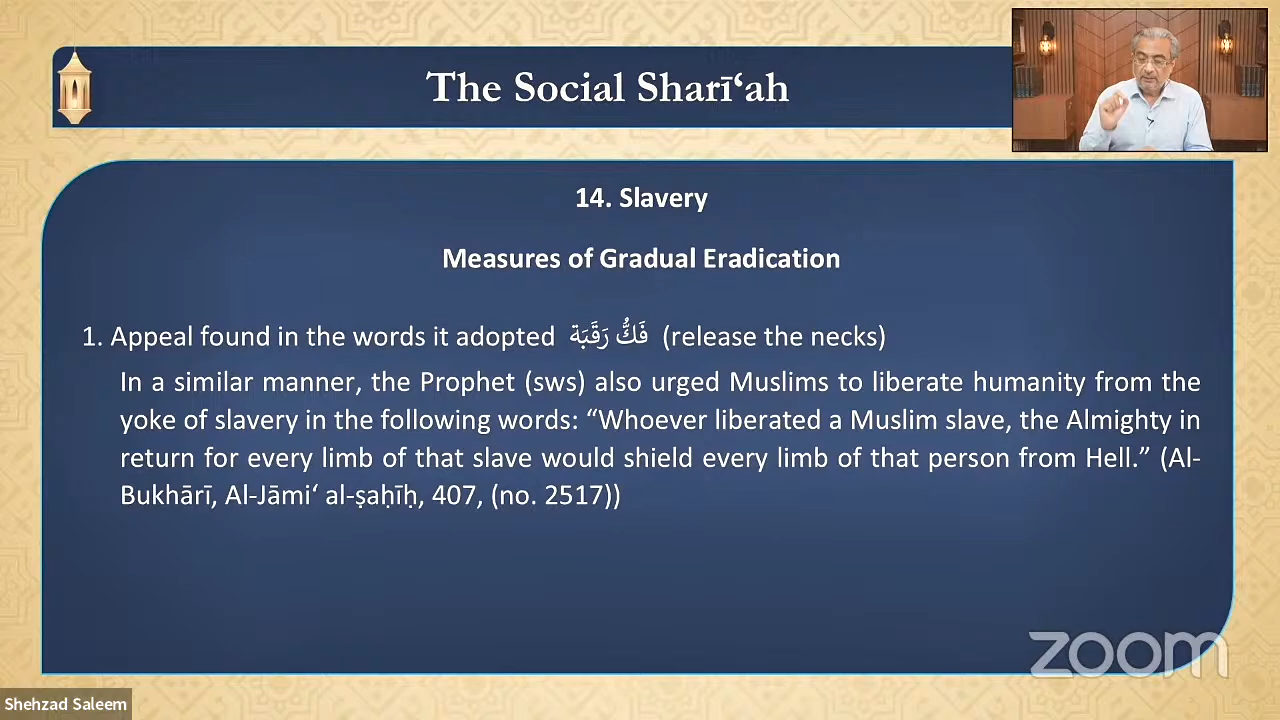 The Social Sharī‘ah
14. Slavery
Measures of Gradual Eradication
1. Appeal found in the words it adopted فَكُّ رَقَبَة (release the necks)
In a similar manner, the Prophet (sws) also urged Muslims to liberate humanity from the
yoke of slavery in the following words: “Whoever liberated a Muslim slave, the Almighty in
return for every limb of that slave would shield every limb of that person from Hell.” (Al-
Bukhārī, Al-Jāmi‘ al-ṣaḥīḥ, 407, (no. 2517))
zoom
Shehzad Saleem